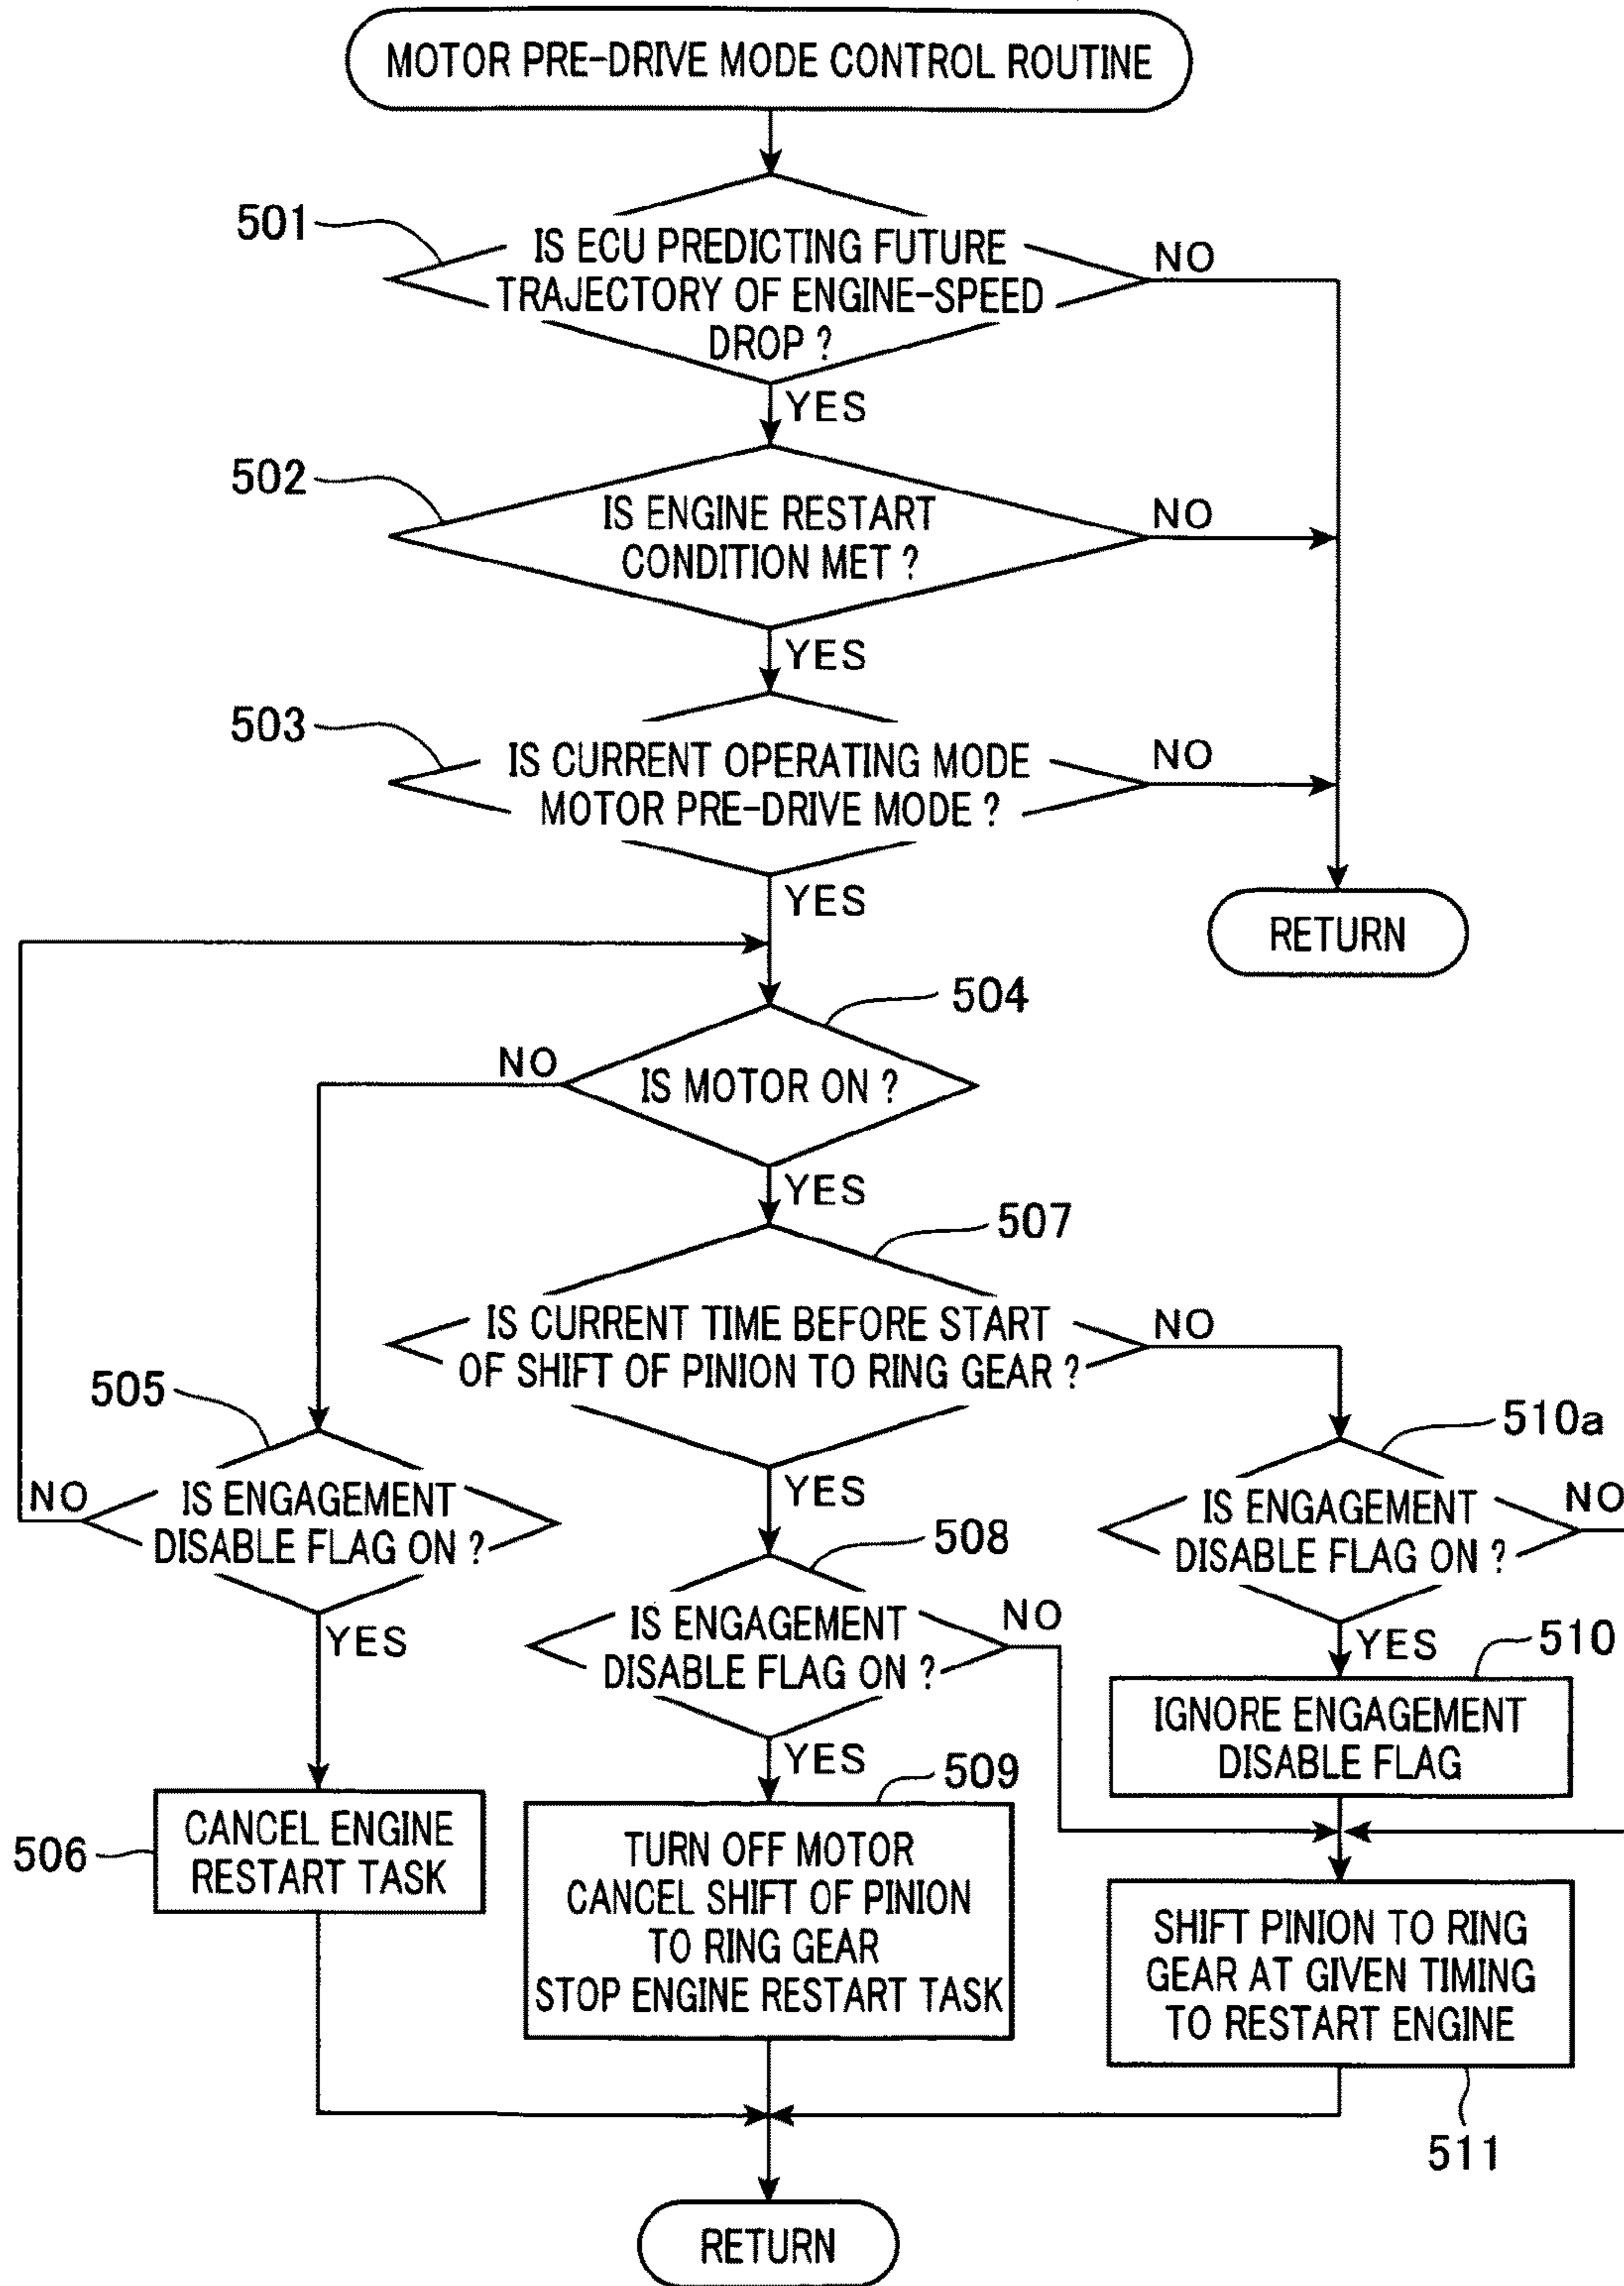 MOTOR PRE-DRIVE MODE CONTROL ROUTINE
501
IS ECU PREDICTING FUTURE
TRAJECTORY OF ENGINE-SPEED
DROP ?
NO
YES
502
IS ENGINE RESTART
CONDITION MET ?
NO
YES
503
IS CURRENT OPERATING MODE
MOTOR PRE-DRIVE MODE ?
NO
YES
RETURN
504
IS MOTOR ON ?
NO
YES
507
IS CURRENT TIME BEFORE START
OF SHIFT OF PINION TO RING GEAR ?
NO
YES
505
IS ENGAGEMENT
DISABLE FLAG ON ?
NO
YES
506
CANCEL ENGINE
RESTART TASK
508
IS ENGAGEMENT
DISABLE FLAG ON ?
NO
YES
509
TURN OFF MOTOR
CANCEL SHIFT OF PINION
TO RING GEAR
STOP ENGINE RESTART TASK
510a
IS ENGAGEMENT
DISABLE FLAG ON ?
NO
YES
510
IGNORE ENGAGEMENT
DISABLE FLAG
SHIFT PINION TO RING
GEAR AT GIVEN TIMING
TO RESTART ENGINE
511
RETURN